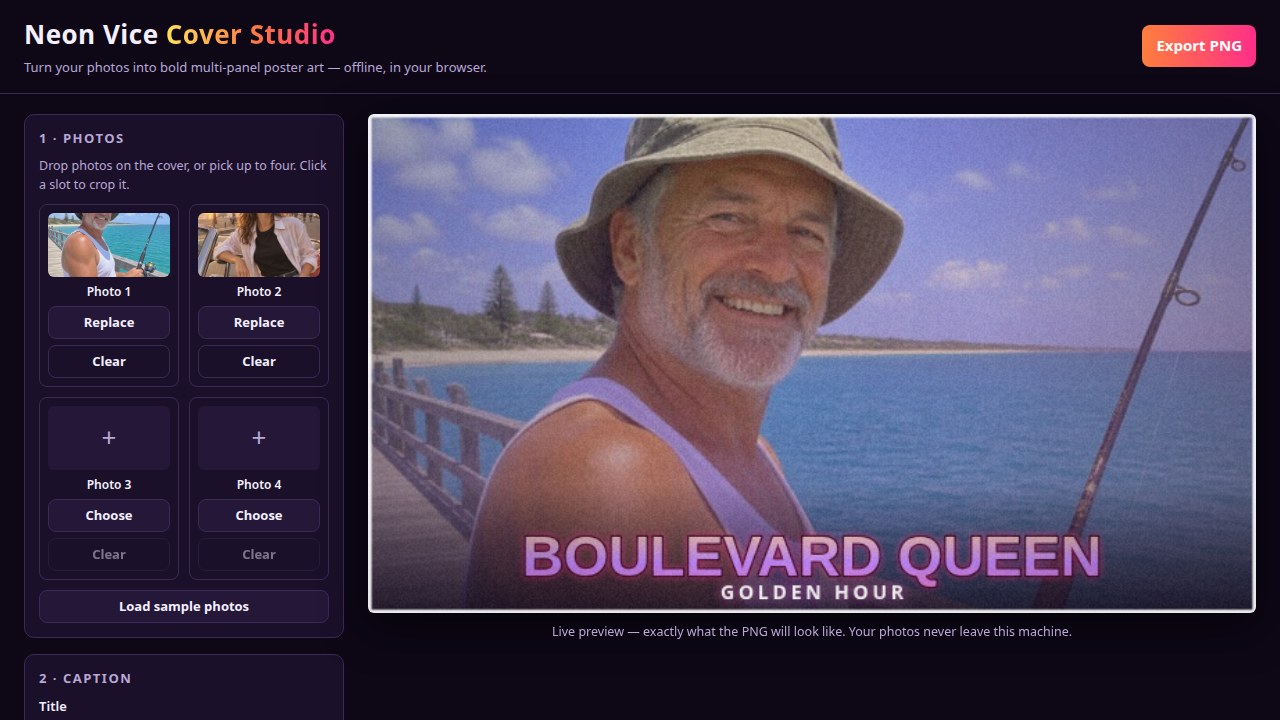 Neon Vice Cover Studio
Turn your photos into bold multi-panel poster art — offline, in your browser.
Export PNG
1 · PHOTOS
Drop photos on the cover, or pick up to four. Click
a slot to crop it.
Photo 1
Photo 2
Replace
Replace
Clear
Clear
+
+
Photo 3
Photo 4
Choose
Choose
Clear
Clear
Load sample photos
2 · CAPTION
Title
BOULEVARD QUEEN
GOLDEN HOUR
Live preview — exactly what the PNG will look like. Your photos never leave this machine.